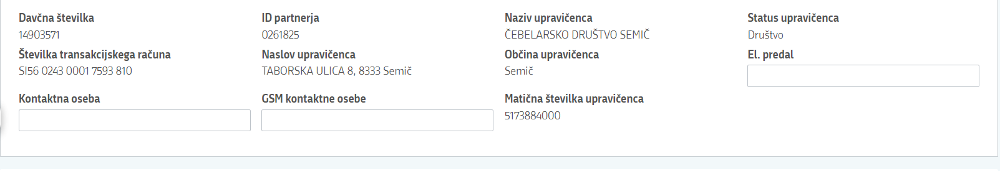 Davčna številka
14903571
ID partnerja
0261825
Naziv upravičenca
ČEBELARSKO DRUŠTVO SEMIČ
Status upravičenca
Društvo
Številka transakcijskega računa
SI56 0243 0001 7593 810
Naslov upravičenca
TABORSKA ULICA 8, 8333 Semič
Občina upravičenca
Semič
El. predal
Kontaktna oseba
GSM kontaktne osebe
Matična številka upravičenca
5173884000